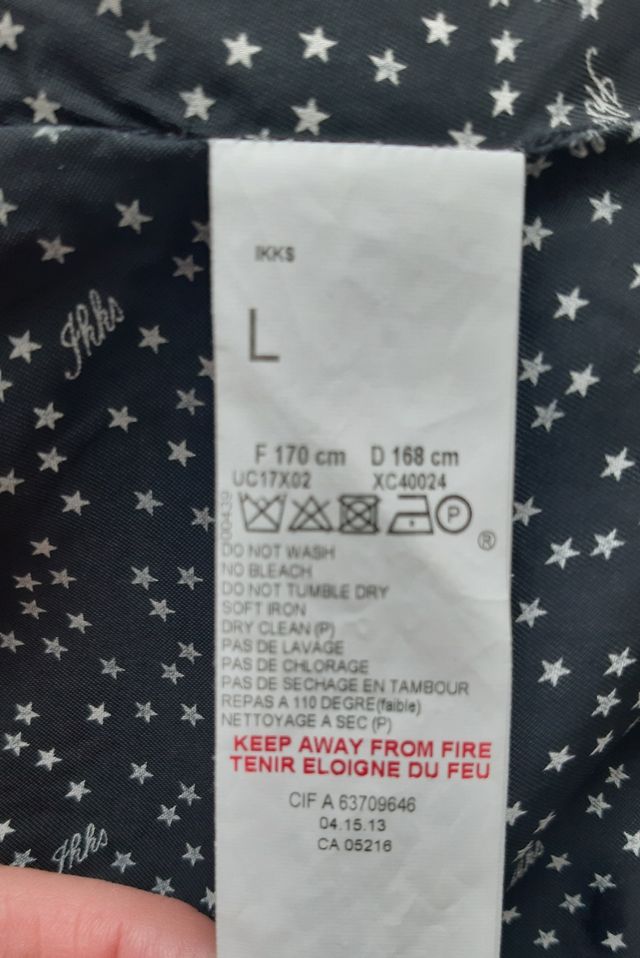 IKKS
L
F 170 cm D 168 cm
UC17X02 XC40024
P
®
DO NOT WASH
NO BLEACH
DO NOT TUMBLE DRY
SOFT IRON
DRY CLEAN (P)
PAS DE LAVAGE
PAS DE CHLORAGE
PAS DE SECHAGE EN TAMBOUR
REPAS A 110 DEGRE(faible)
NETTOYAGE A SEC (P)
KEEP AWAY FROM FIRE
TENIR ELOIGNE DU FEU
CIF A 63709646
04.15.13
CA 05216
Ikks
Ikks